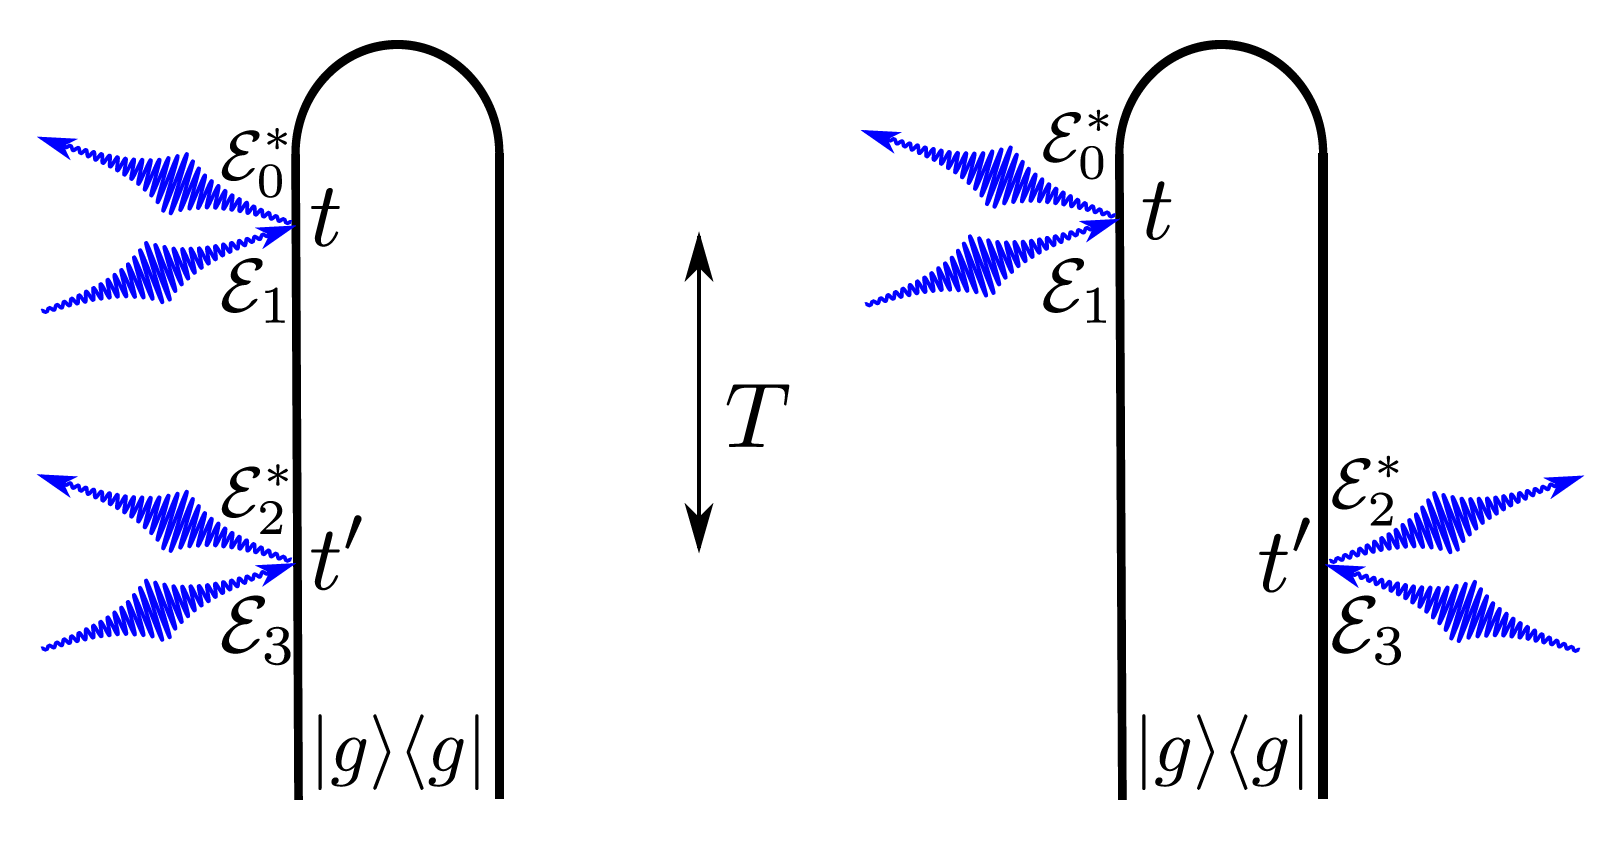 ℰ₀*
t
ℰ₁
ℰ₂*
t′
ℰ₃
|g⟩⟨g|
T
ℰ₀*
t
ℰ₁
ℰ₂*
t′
ℰ₃
|g⟩⟨g|